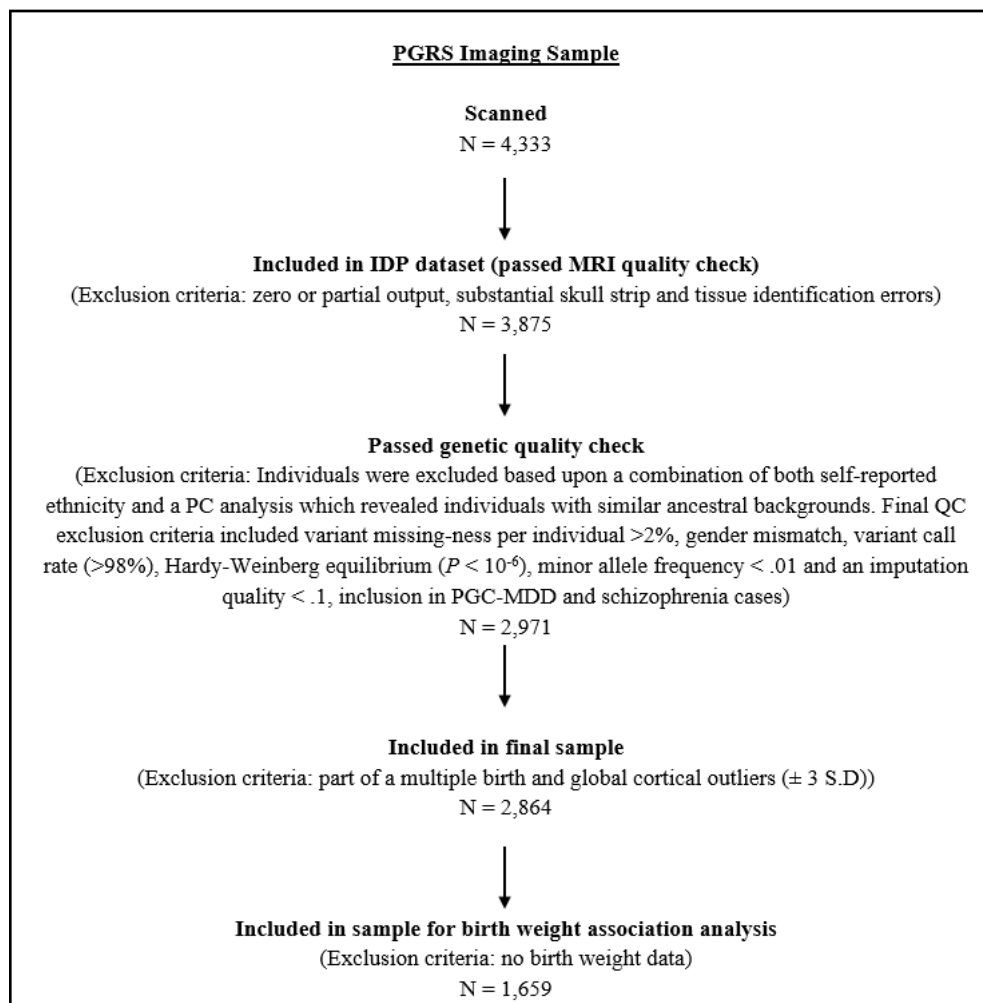 PGRS Imaging Sample
Scanned
N = 4,333
Included in IDP dataset (passed MRI quality check)
(Exclusion criteria: zero or partial output, substantial skull strip and tissue identification errors)
N = 3,875
Passed genetic quality check
(Exclusion criteria: Individuals were excluded based upon a combination of both self-reported
ethnicity and a PC analysis which revealed individuals with similar ancestral backgrounds. Final QC
exclusion criteria included variant missing-ness per individual >2%, gender mismatch, variant call
rate (>98%), Hardy-Weinberg equilibrium (P < 10⁻⁶), minor allele frequency < .01 and an imputation
quality < .1, inclusion in PGC-MDD and schizophrenia cases)
N = 2,971
Included in final sample
(Exclusion criteria: part of a multiple birth and global cortical outliers (± 3 S.D))
N = 2,864
Included in sample for birth weight association analysis
(Exclusion criteria: no birth weight data)
N = 1,659